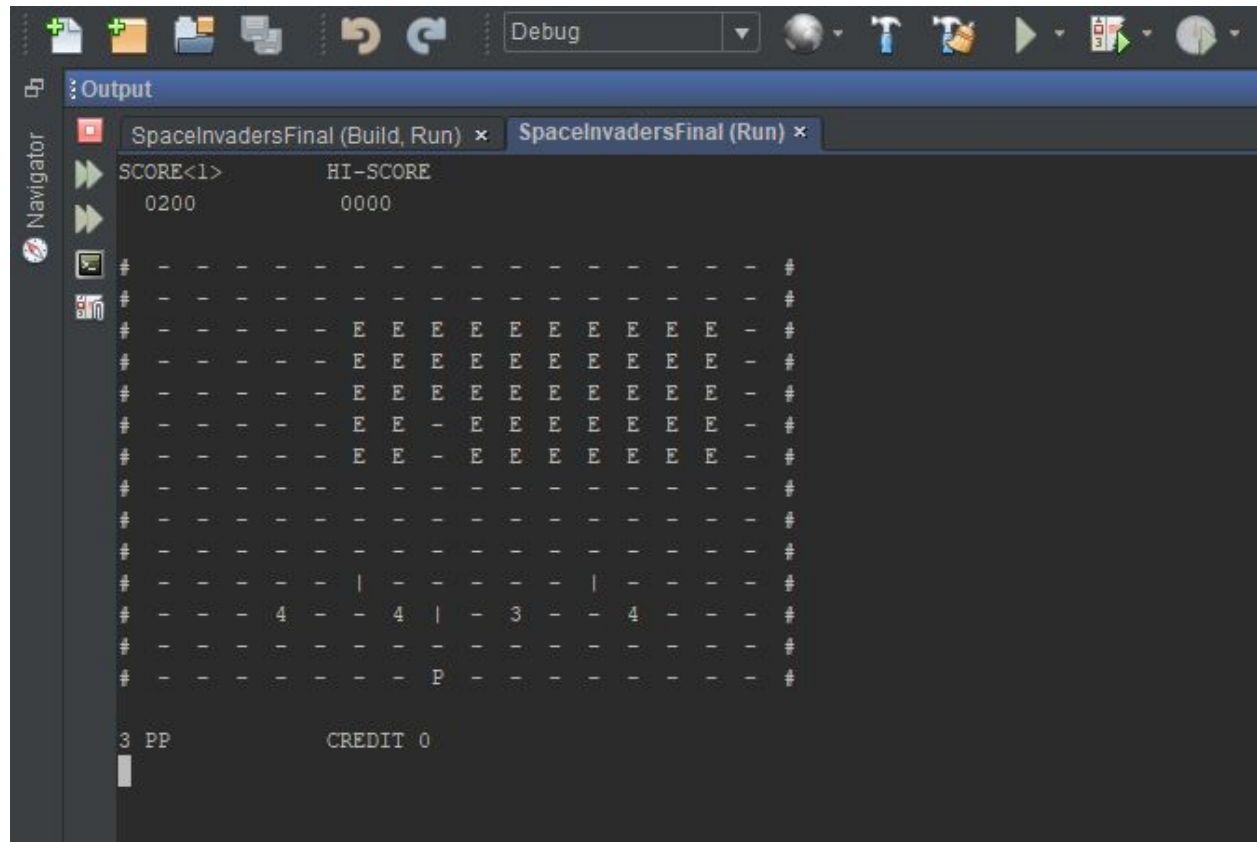 Debug
Output
Navigator
SpaceInvadersFinal (Build, Run) × SpaceInvadersFinal (Run) ×
SCORE<1> HI-SCORE
0200 0000
# - - - - - - - - - - - - - - - - #
# - - - - - - - - - - - - - - - - #
# - - - - - E E E E E E E E E E - #
# - - - - - E E E E E E E E E E - #
# - - - - - E E E E E E E E E E - #
# - - - - - E E - E E E E E E E - #
# - - - - - E E - E E E E E E E - #
# - - - - - - - - - - - - - - - - #
# - - - - - - - - - - - - - - - - #
# - - - - - - - - - - - - - - - - #
# - - - - - | - - - - - | - - - - #
# - - - 4 - - 4 | - 3 - - 4 - - - #
# - - - - - - - - - - - - - - - - #
# - - - - - - - P - - - - - - - - #
3 PP CREDIT 0